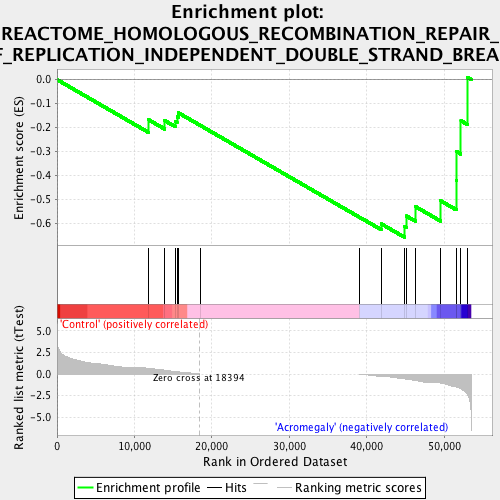 Enrichment plot:
REACTOME_HOMOLOGOUS_RECOMBINATION_REPAIR_
F_REPLICATION_INDEPENDENT_DOUBLE_STRAND_BREA
Enrichment score (ES)
0.0
-0.1
-0.2
-0.3
-0.4
-0.5
-0.6
'Control' (positively correlated)
Ranked list metric (tTest)
5.0
2.5
0.0
-2.5
-5.0
Zero cross at 18394
'Acromegaly' (negatively correlated)
0
10,000
20,000
30,000
40,000
50,000
Rank in Ordered Dataset
Enrichment profile
Hits
Ranking metric scores